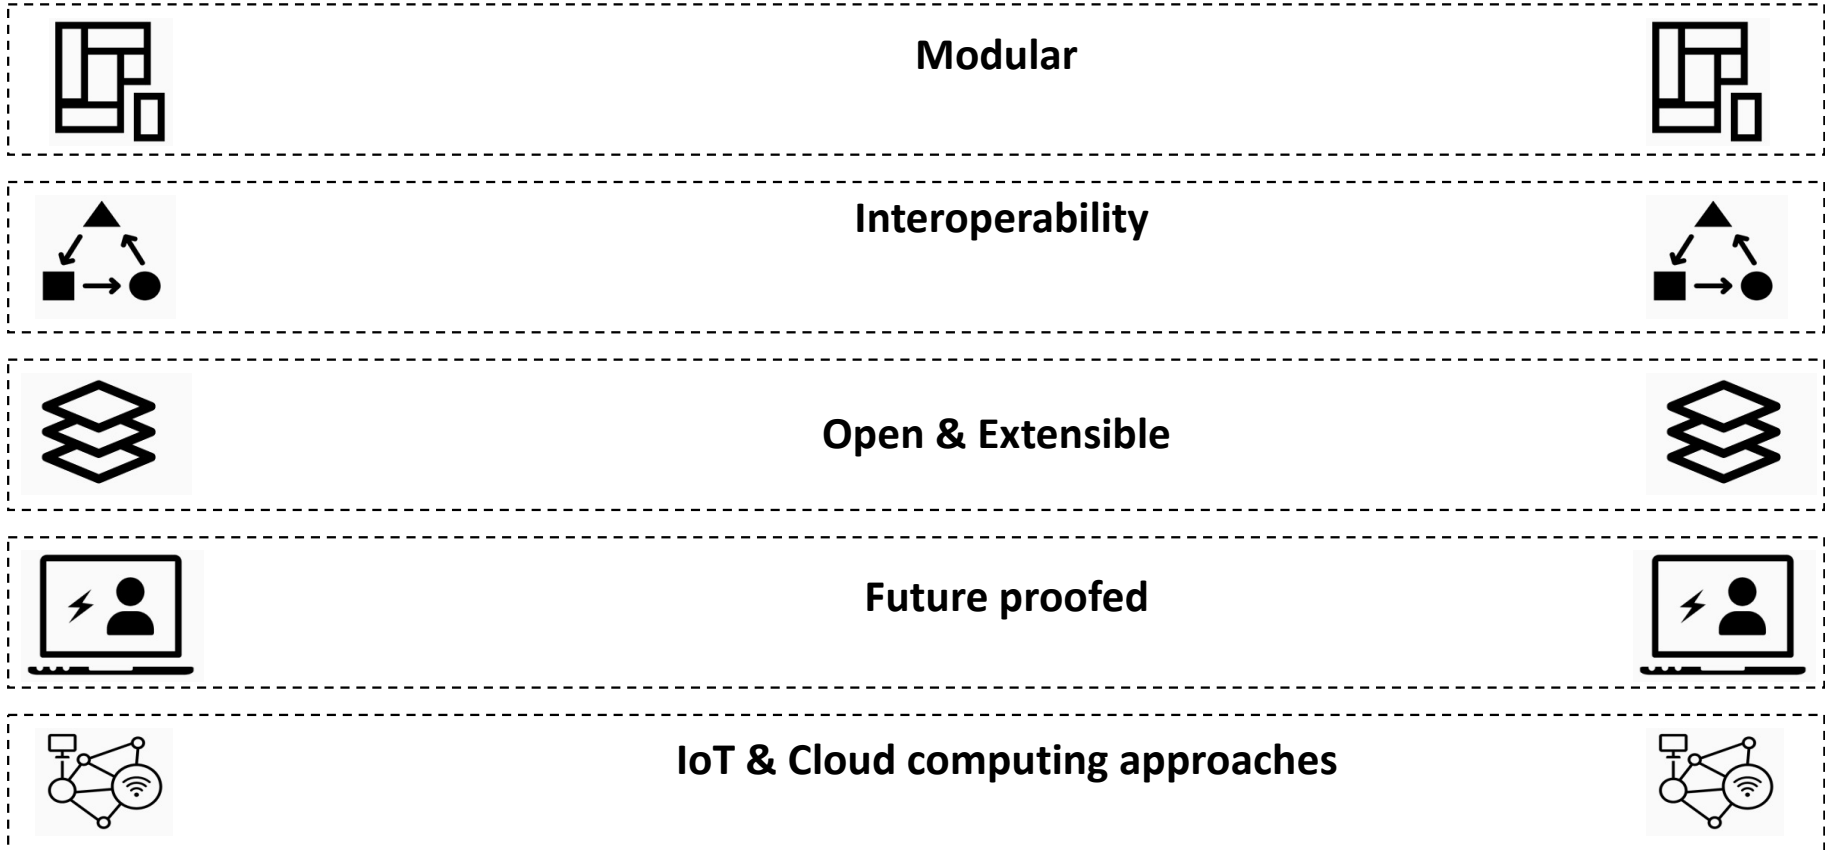 Modular
Interoperability
Open & Extensible
Future proofed
IoT & Cloud computing approaches